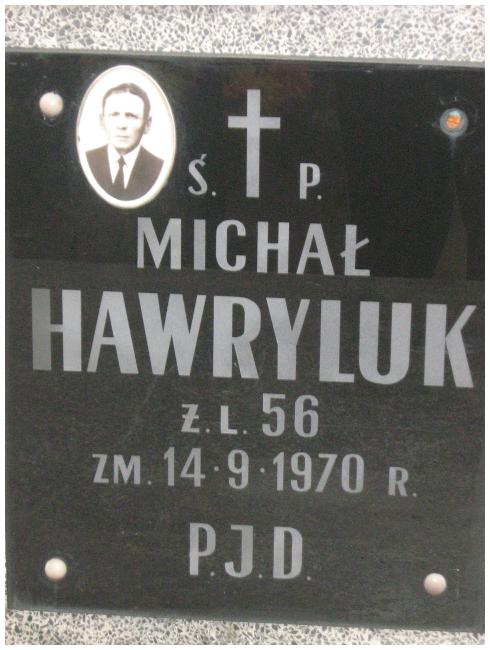 Ś. P.
MICHAŁ
HAWRYLUK
Ż. L. 56
ZM. 14·9·1970 R.
P.J.D.